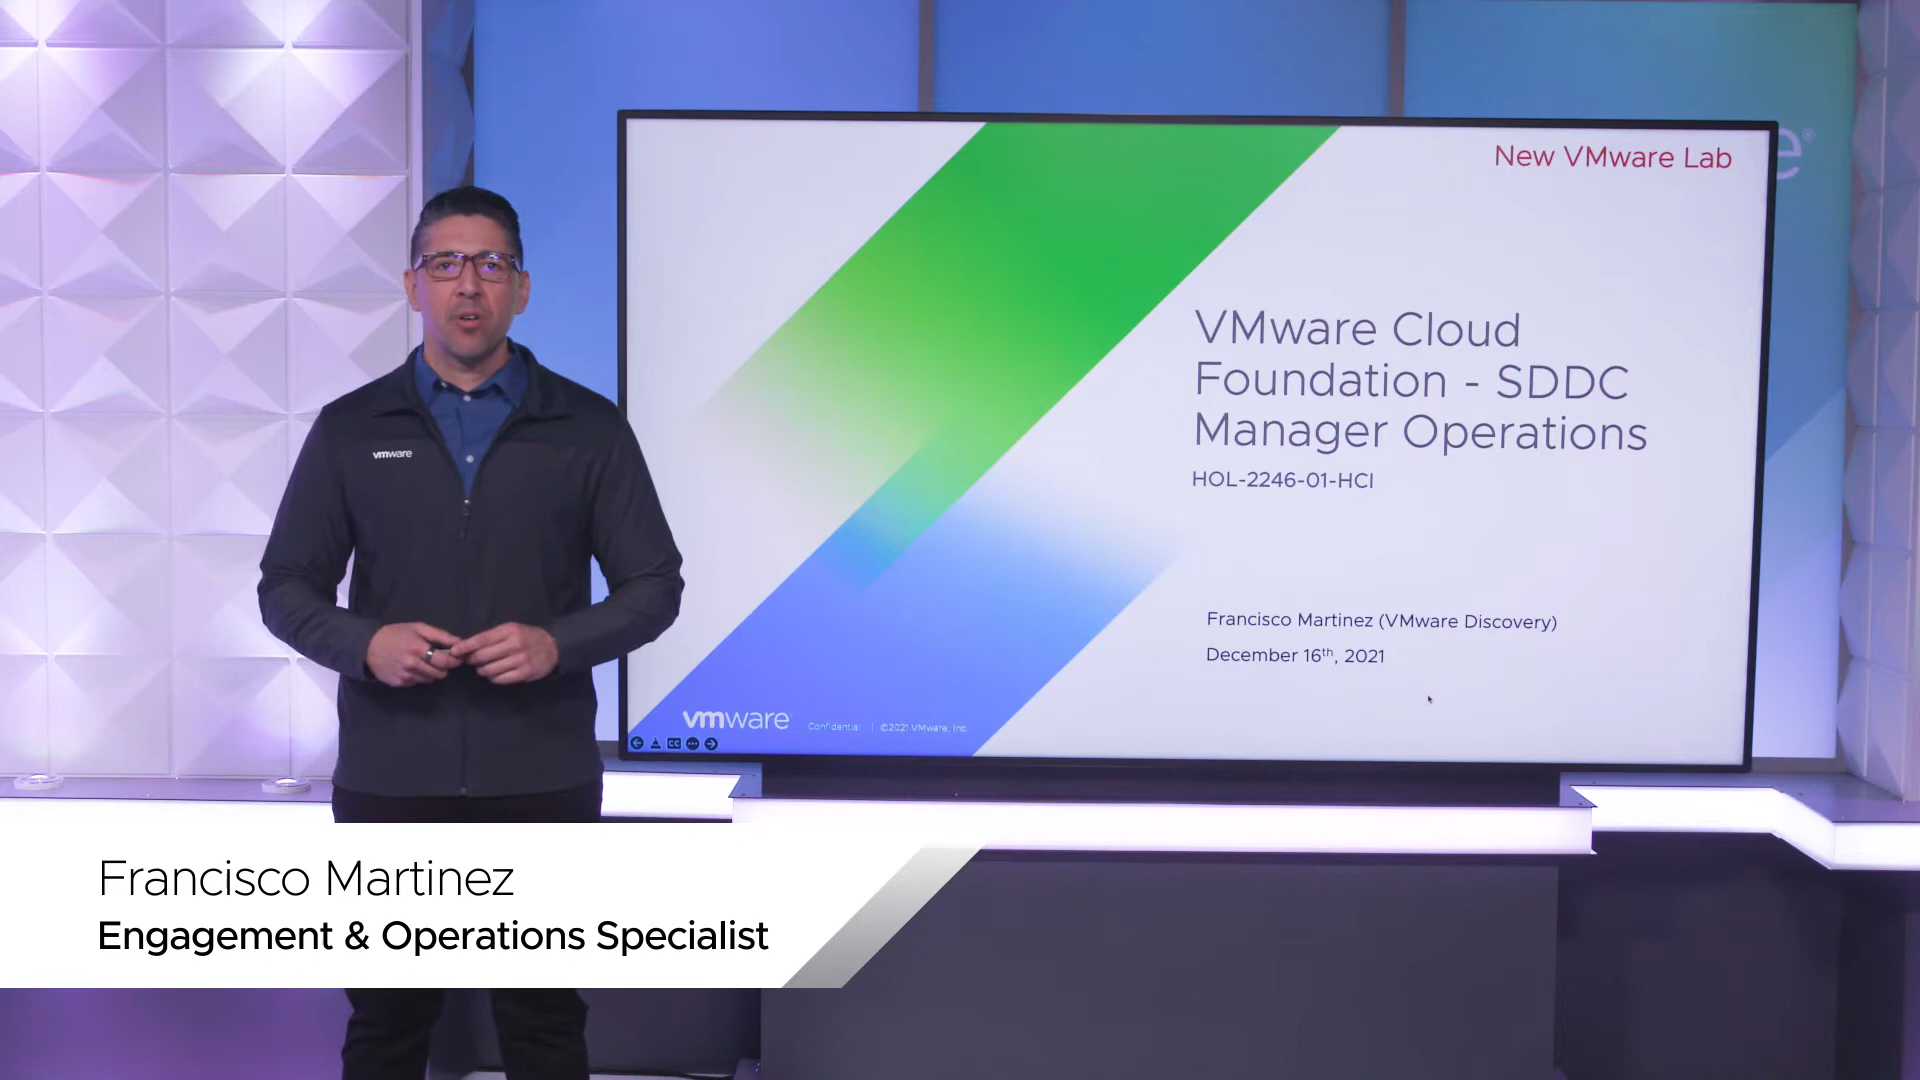 New VMware Lab
VMware Cloud
Foundation - SDDC
Manager Operations
HOL-2246-01-HCI
Francisco Martinez (VMware Discovery)
December 16th, 2021
vmware
vmware Confidential | ©2021 VMware, Inc.
CC
Francisco Martinez
Engagement & Operations Specialist